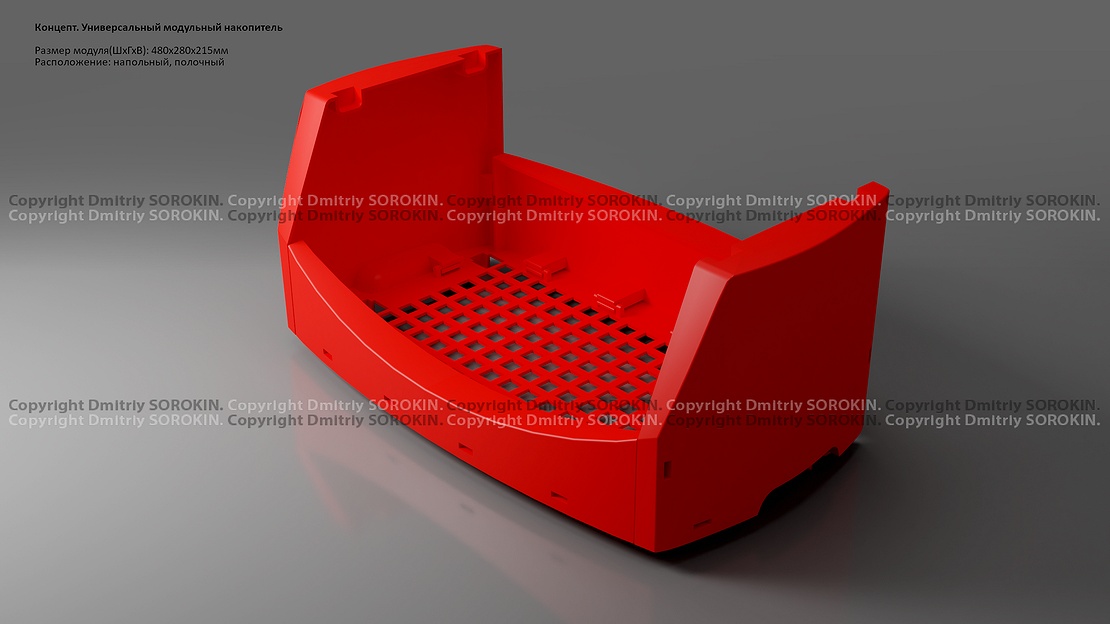 Концепт. Универсальный модульный накопитель
Размер модуля(ШхГхВ): 480х280х215мм
Расположение: напольный, полочный
Copyright Dmitriy SOROKIN. Copyright Dmitriy SOROKIN. Copyright Dmitriy SOROKIN. Copyright Dmitriy SOROKIN. Copyright Dmitriy SOROKIN.
Copyright Dmitriy SOROKIN. Copyright Dmitriy SOROKIN. Copyright Dmitriy SOROKIN. Copyright Dmitriy SOROKIN. Copyright Dmitriy SOROKIN.
Copyright Dmitriy SOROKIN. Copyright Dmitriy SOROKIN. Copyright Dmitriy SOROKIN. Copyright Dmitriy SOROKIN. Copyright Dmitriy SOROKIN.
Copyright Dmitriy SOROKIN. Copyright Dmitriy SOROKIN. Copyright Dmitriy SOROKIN. Copyright Dmitriy SOROKIN. Copyright Dmitriy SOROKIN.